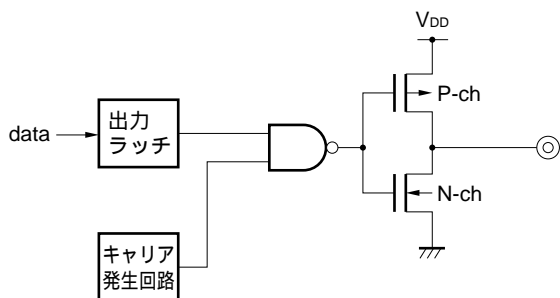 VDD
P-ch
出力
ラッチ
data
N-ch
キャリア
発生回路